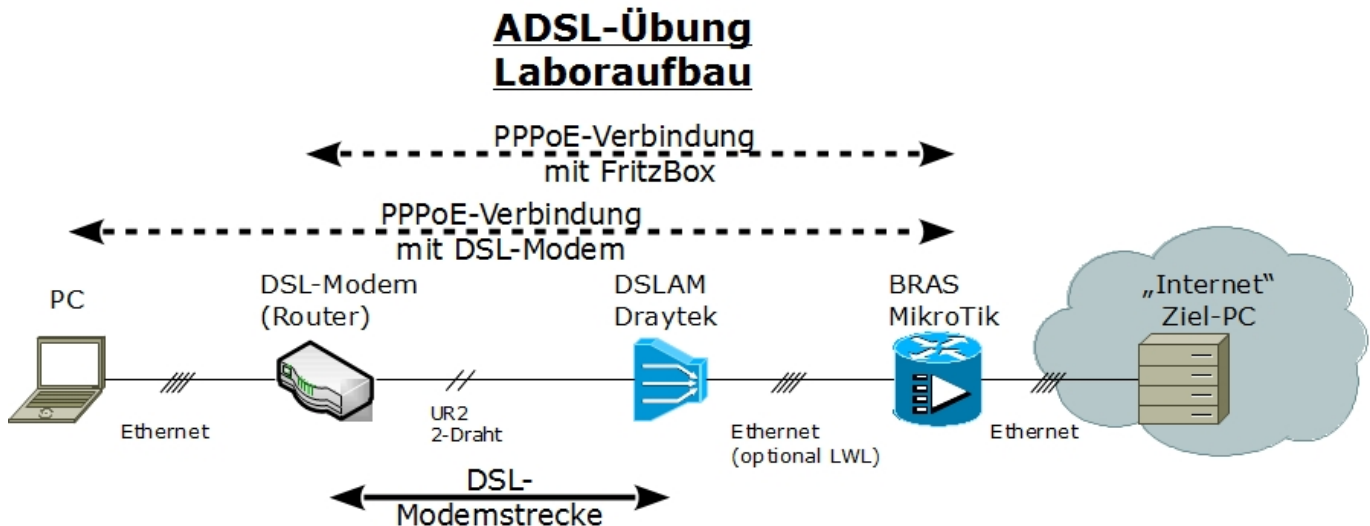 ADSL-Übung
Laboraufbau
PPPoE-Verbindung
mit FritzBox
PPPoE-Verbindung
mit DSL-Modem
PC
DSL-Modem
(Router)
DSLAM
Draytek
BRAS
MikroTik
„Internet“
Ziel-PC
Ethernet
UR2
2-Draht
Ethernet
(optional LWL)
Ethernet
DSL-
Modemstrecke